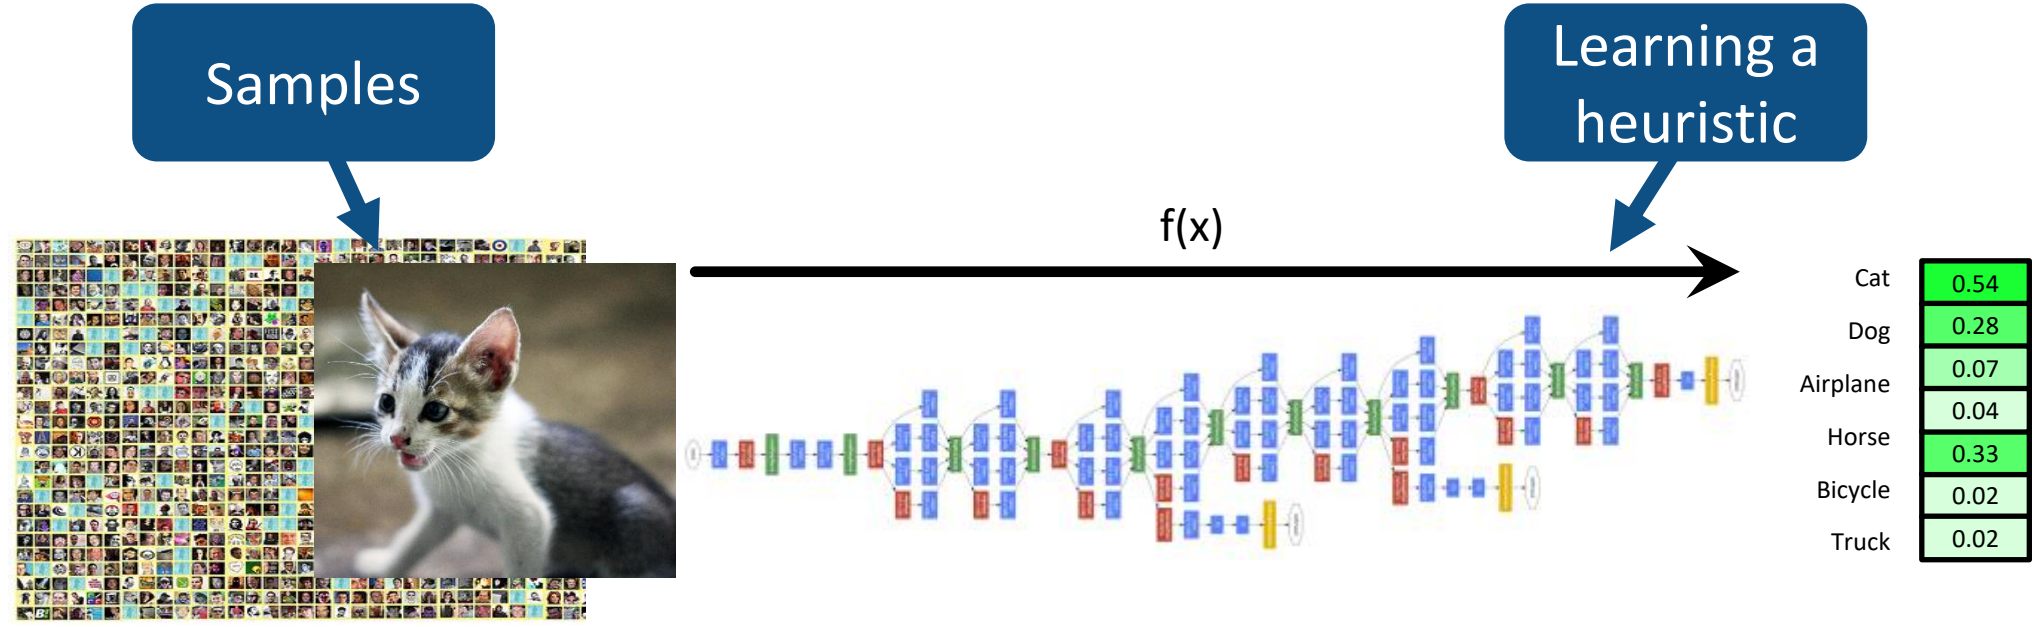 Samples
Learning a
heuristic
f(x)
Cat
Dog
Airplane
Horse
Bicycle
Truck
0.54
0.28
0.07
0.04
0.33
0.02
0.02